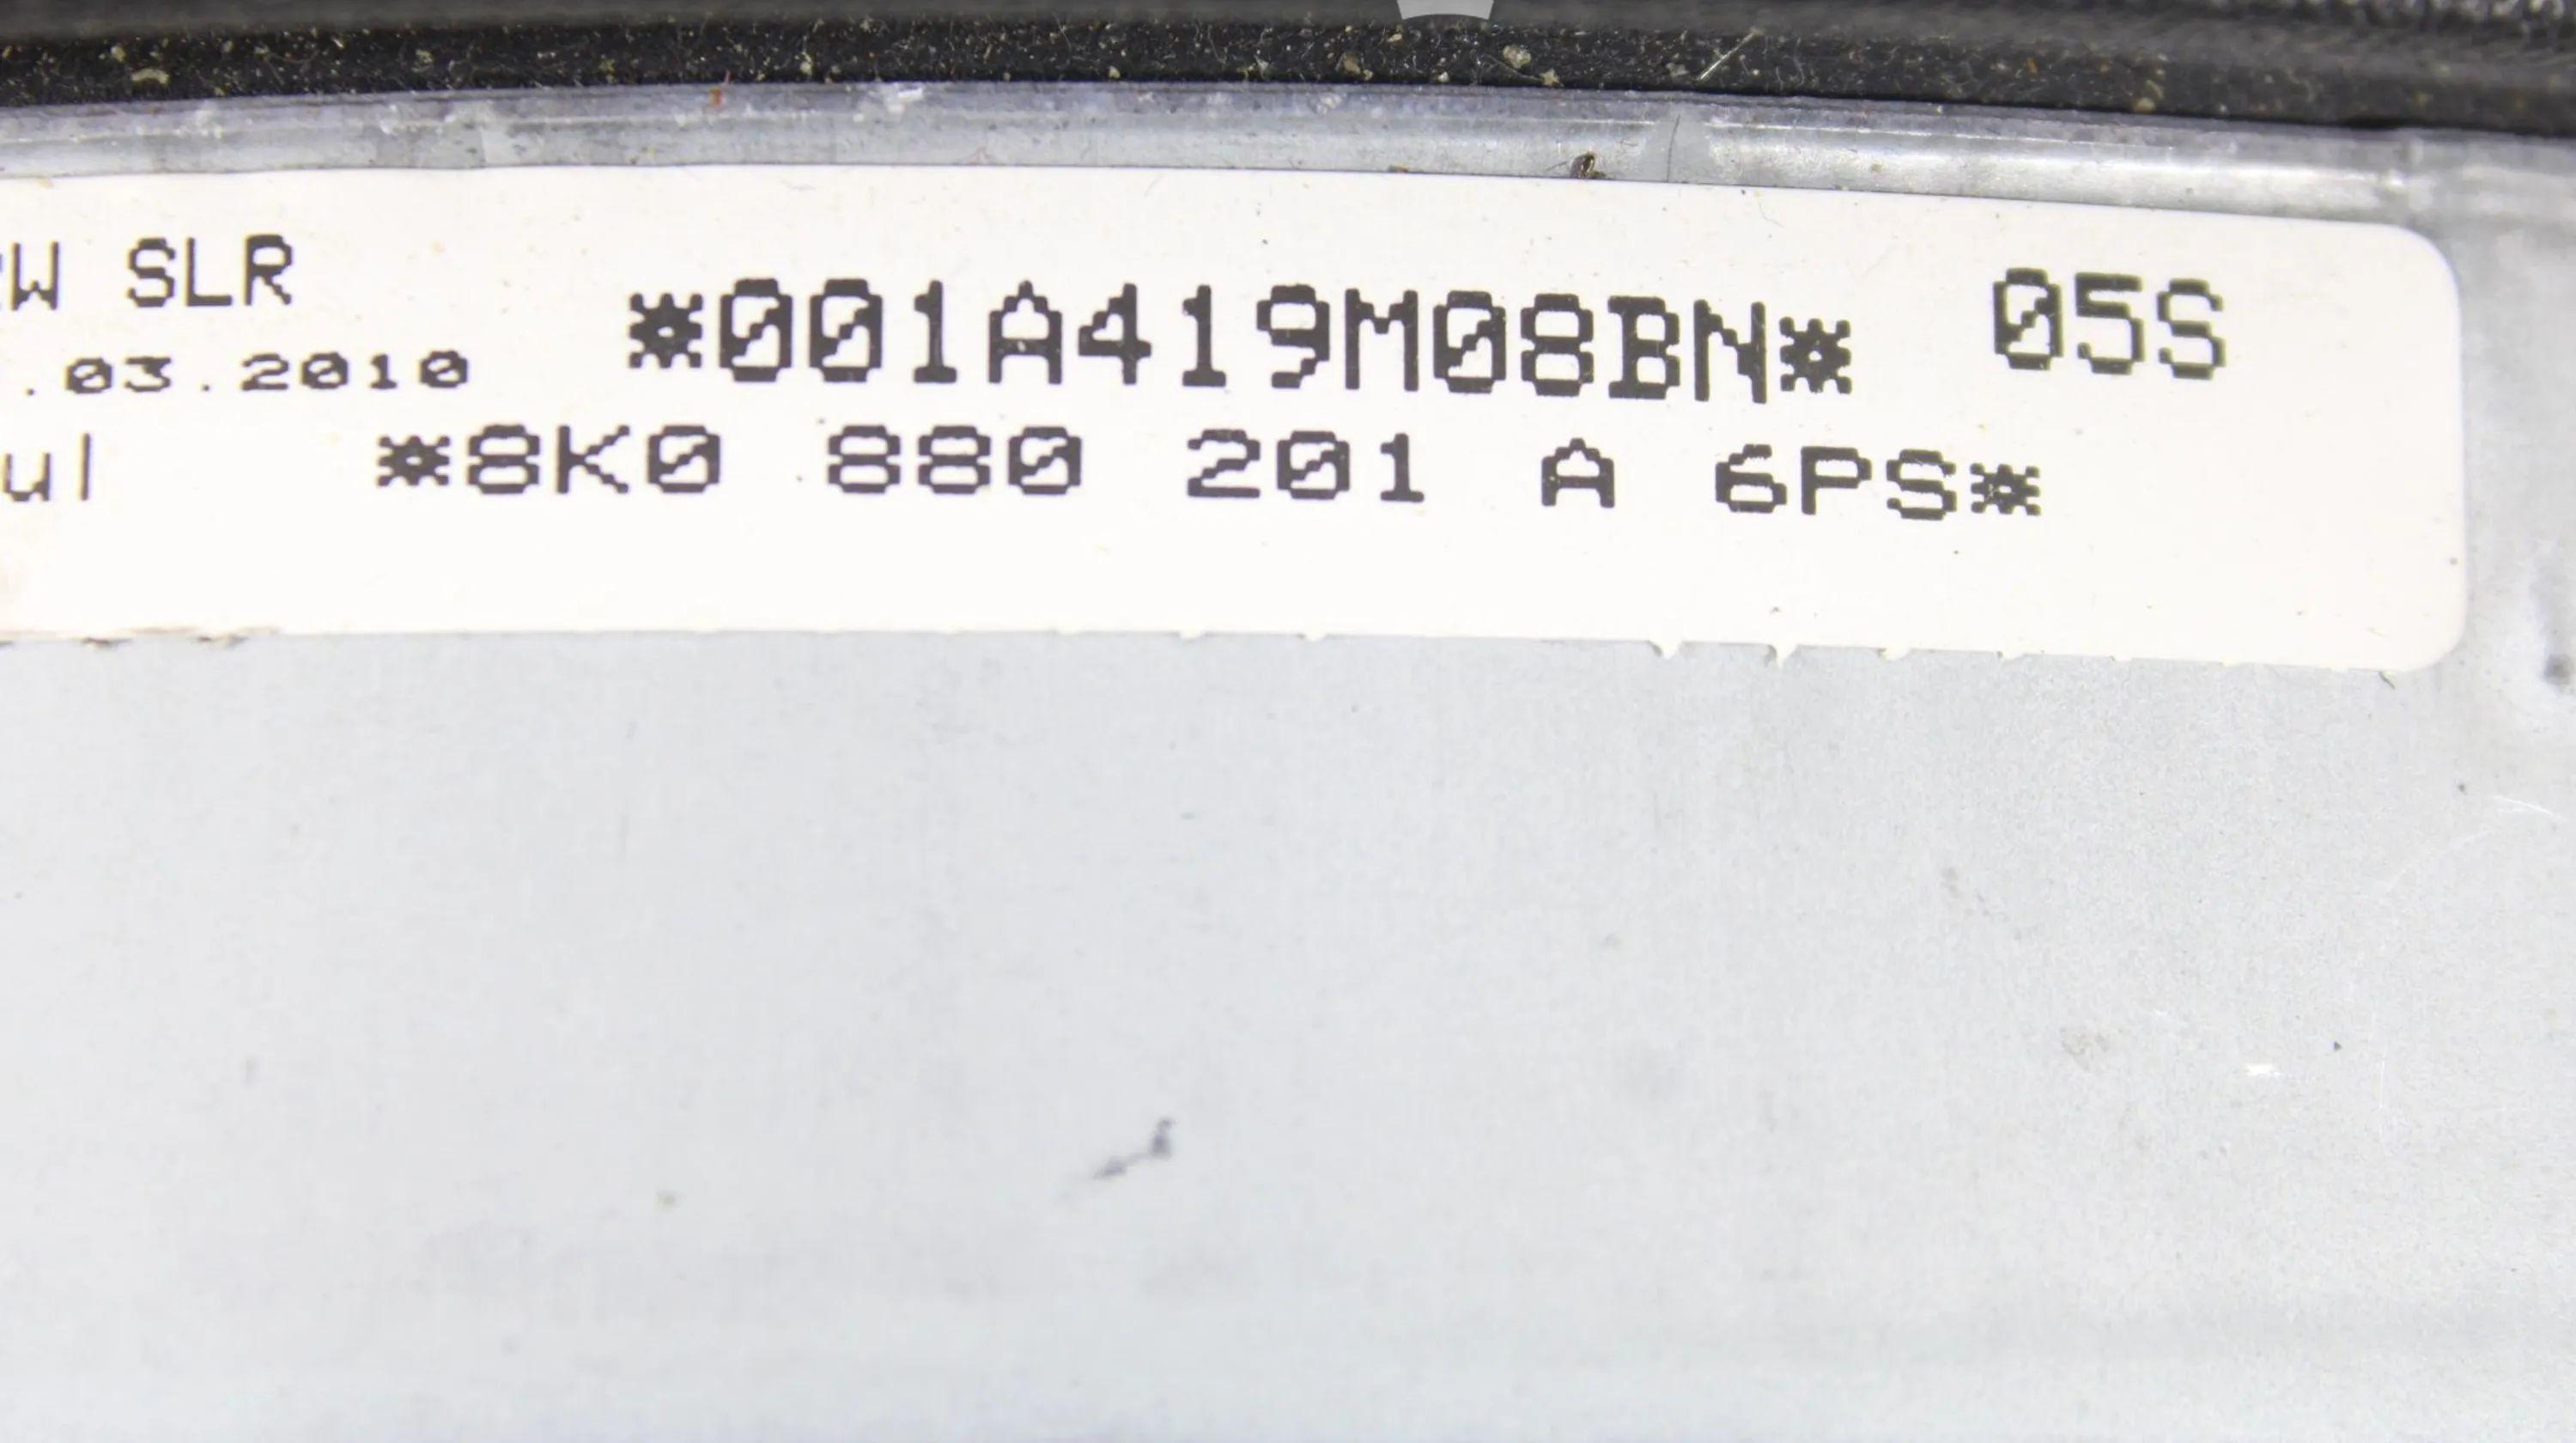 W SLR *001A419M08BN* 05S
.03.2010
ul *8K0 880 201 A 6PS*